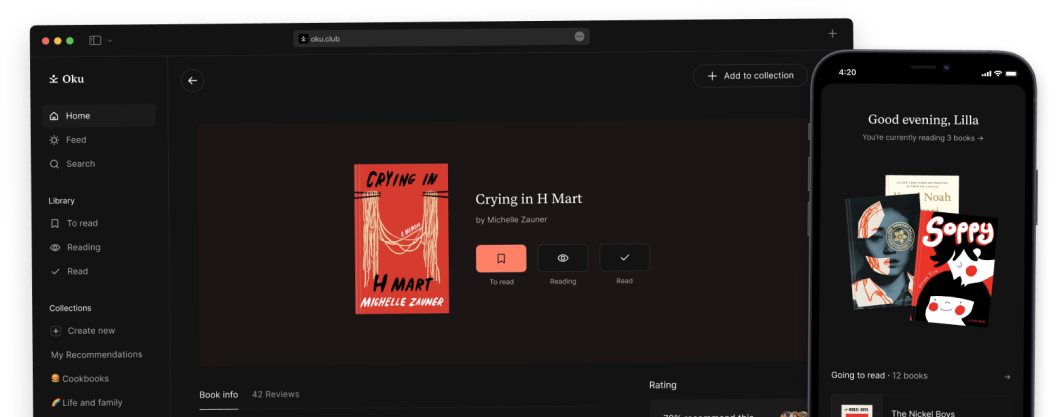 oku.club
Oku
Add to collection
Home
Feed
Search
Library
To read
Reading
Read
Collections
Create new
My Recommendations
Cookbooks
Life and family
CRYING IN
A MEMOIR
H MART
MICHELLE ZAUNER
Crying in H Mart
by Michelle Zauner
To read
Reading
Read
Book info
42 Reviews
Rating
4:20
Good evening, Lilla
You're currently reading 3 books →
Noah
Soppy
Going to read · 12 books →
The Nickel Boys